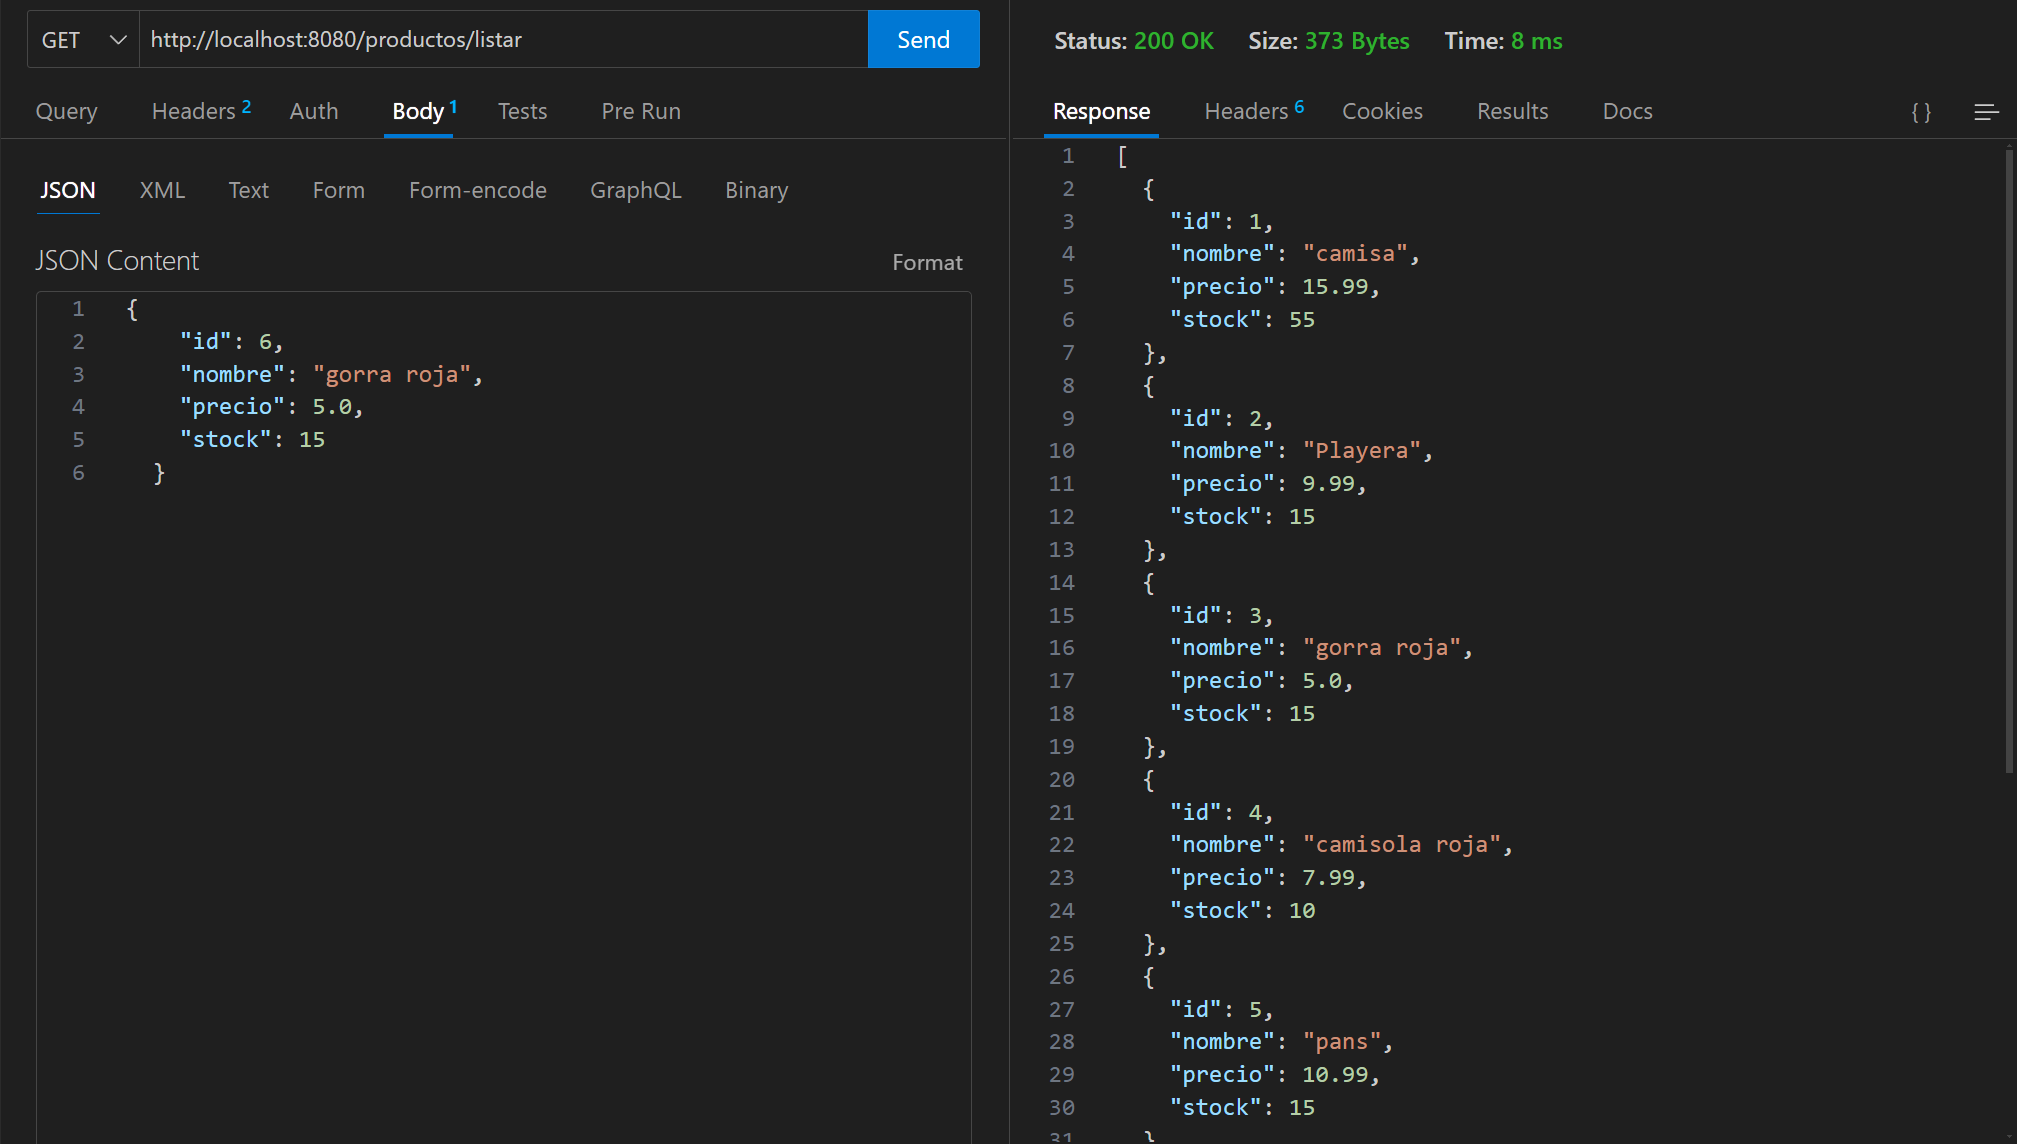 GET http://localhost:8080/productos/listar Send
Query Headers 2 Auth Body 1 Tests Pre Run
JSON XML Text Form Form-encode GraphQL Binary
JSON Content Format
1 {
2 "id": 6,
3 "nombre": "gorra roja",
4 "precio": 5.0,
5 "stock": 15
6 }
Status: 200 OK Size: 373 Bytes Time: 8 ms
Response Headers 6 Cookies Results Docs { }
1 [
2 {
3 "id": 1,
4 "nombre": "camisa",
5 "precio": 15.99,
6 "stock": 55
7 },
8 {
9 "id": 2,
10 "nombre": "Playera",
11 "precio": 9.99,
12 "stock": 15
13 },
14 {
15 "id": 3,
16 "nombre": "gorra roja",
17 "precio": 5.0,
18 "stock": 15
19 },
20 {
21 "id": 4,
22 "nombre": "camisola roja",
23 "precio": 7.99,
24 "stock": 10
25 },
26 {
27 "id": 5,
28 "nombre": "pans",
29 "precio": 10.99,
30 "stock": 15
31 }